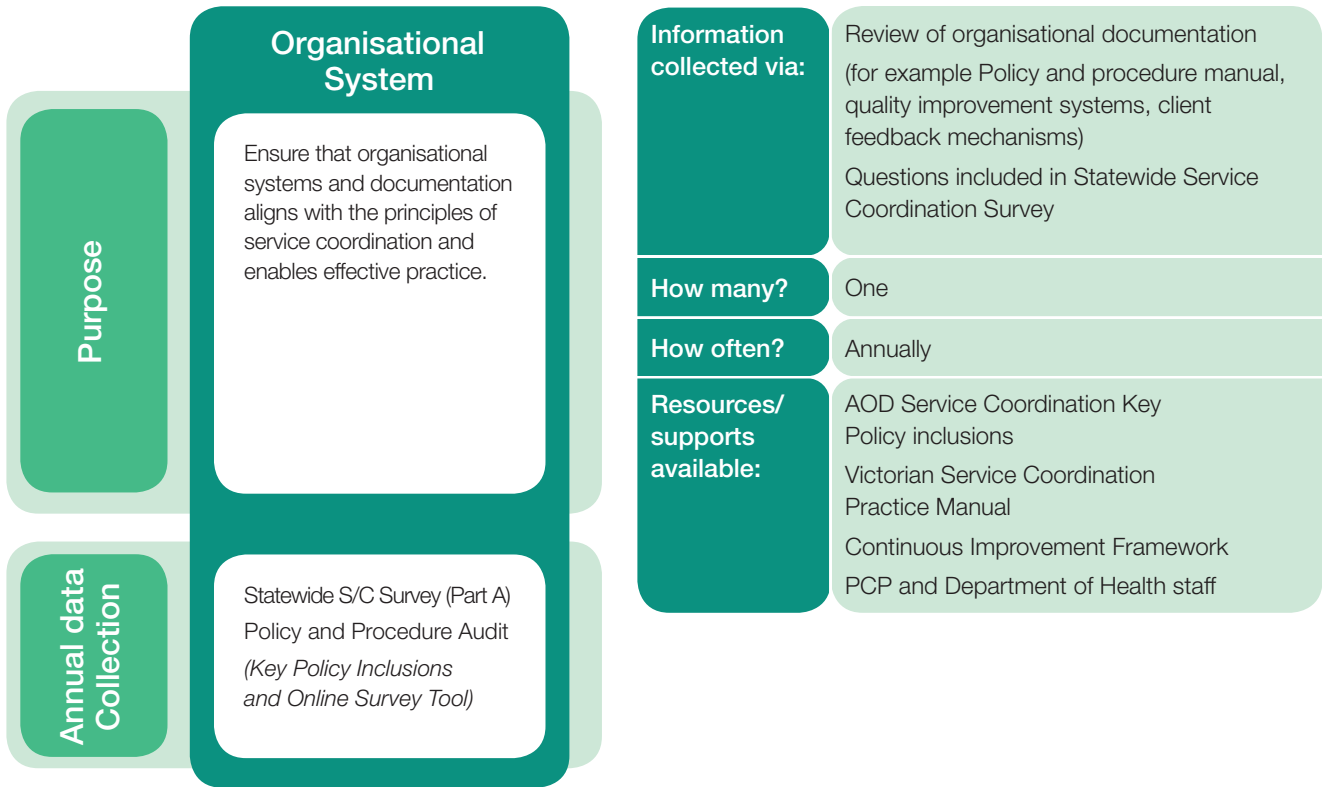 Organisational
System
Purpose
Ensure that organisational
systems and documentation
aligns with the principles of
service coordination and
enables effective practice.
Annual data
Collection
Statewide S/C Survey (Part A)
Policy and Procedure Audit
(Key Policy Inclusions
and Online Survey Tool)
Information
collected via:
Review of organisational documentation
(for example Policy and procedure manual,
quality improvement systems, client
feedback mechanisms)
Questions included in Statewide Service
Coordination Survey
How many?
One
How often?
Annually
Resources/
supports
available:
AOD Service Coordination Key
Policy inclusions
Victorian Service Coordination
Practice Manual
Continuous Improvement Framework
PCP and Department of Health staff